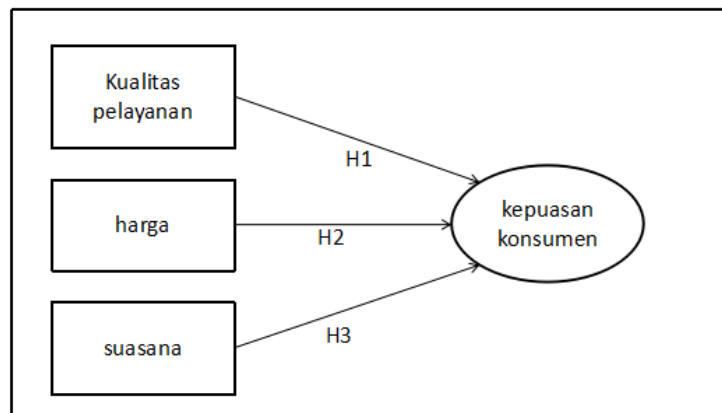 Kualitas
pelayanan
H1
harga
H2
kepuasan
konsumen
suasana
H3